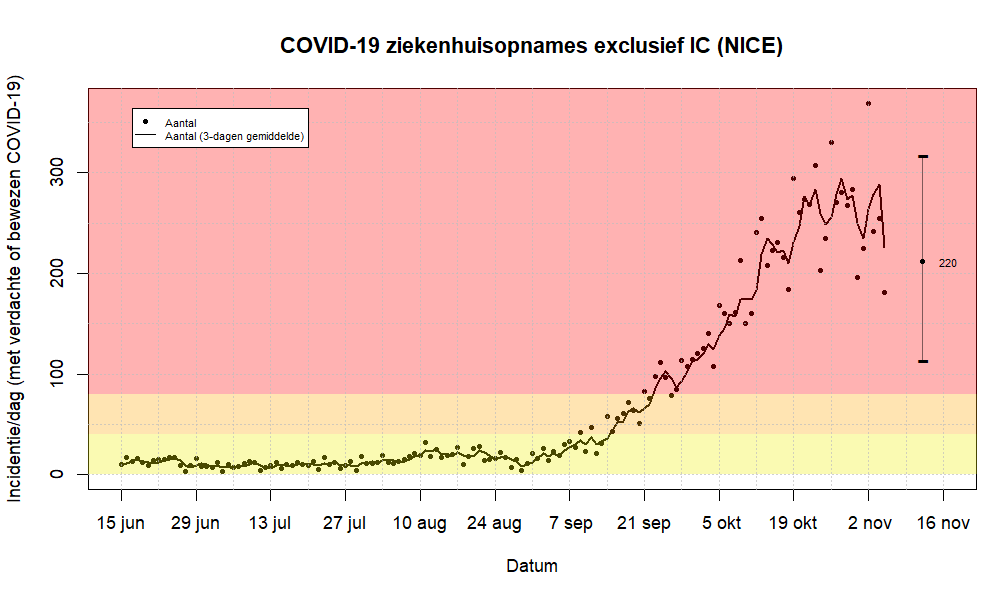 COVID-19 ziekenhuisopnames exclusief IC (NICE)
Incidentie/dag (met verdachte of bewezen COVID-19)
Aantal
Aantal (3-dagen gemiddelde)
300
200
100
0
220
15 jun 29 jun 13 jul 27 jul 10 aug 24 aug 7 sep 21 sep 5 okt 19 okt 2 nov 16 nov
Datum